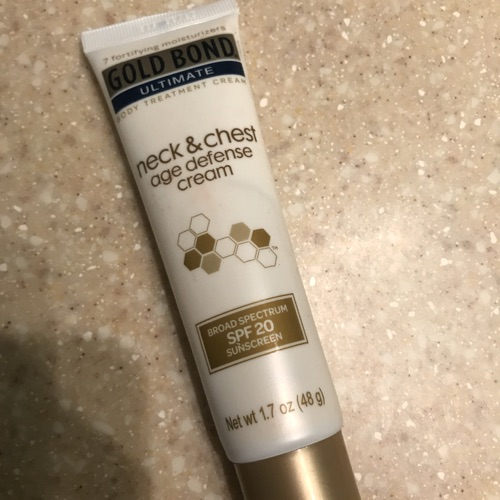 7 fortifying moisturizers
GOLD BOND
ULTIMATE
BODY TREATMENT CREAM
neck & chest
age defense
cream
TM
BROAD SPECTRUM
SPF 20
SUNSCREEN
Net wt 1.7 oz (48 g)